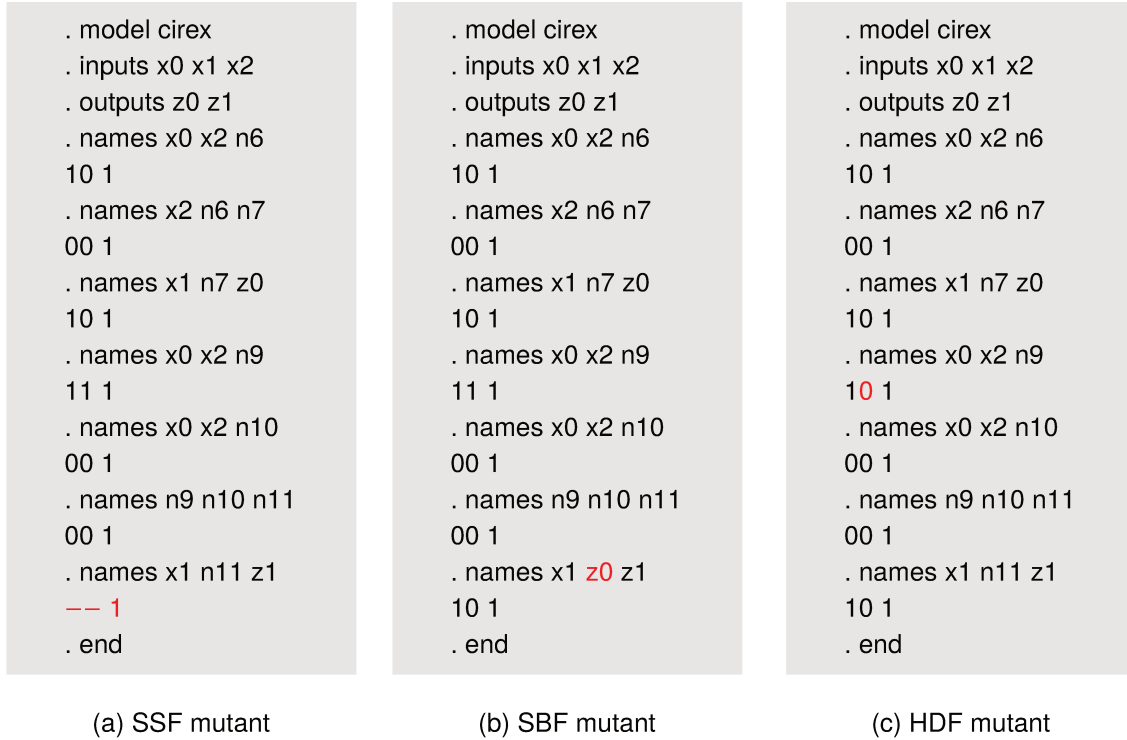 . model cirex
. inputs x0 x1 x2
. outputs z0 z1
. names x0 x2 n6
10 1
. names x2 n6 n7
00 1
. names x1 n7 z0
10 1
. names x0 x2 n9
11 1
. names x0 x2 n10
00 1
. names n9 n10 n11
00 1
. names x1 n11 z1
−− 1
. end
(a) SSF mutant
. model cirex
. inputs x0 x1 x2
. outputs z0 z1
. names x0 x2 n6
10 1
. names x2 n6 n7
00 1
. names x1 n7 z0
10 1
. names x0 x2 n9
11 1
. names x0 x2 n10
00 1
. names n9 n10 n11
00 1
. names x1 z0 z1
10 1
. end
(b) SBF mutant
. model cirex
. inputs x0 x1 x2
. outputs z0 z1
. names x0 x2 n6
10 1
. names x2 n6 n7
00 1
. names x1 n7 z0
10 1
. names x0 x2 n9
10 1
. names x0 x2 n10
00 1
. names n9 n10 n11
00 1
. names x1 n11 z1
10 1
. end
(c) HDF mutant